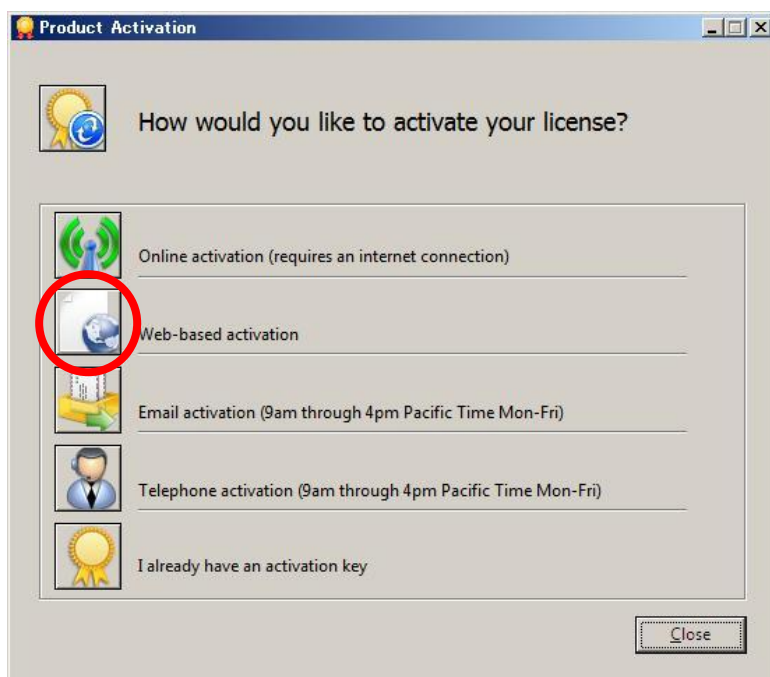 Product Activation
How would you like to activate your license?
Online activation (requires an internet connection)
Web-based activation
Email activation (9am through 4pm Pacific Time Mon-Fri)
Telephone activation (9am through 4pm Pacific Time Mon-Fri)
I already have an activation key
Close